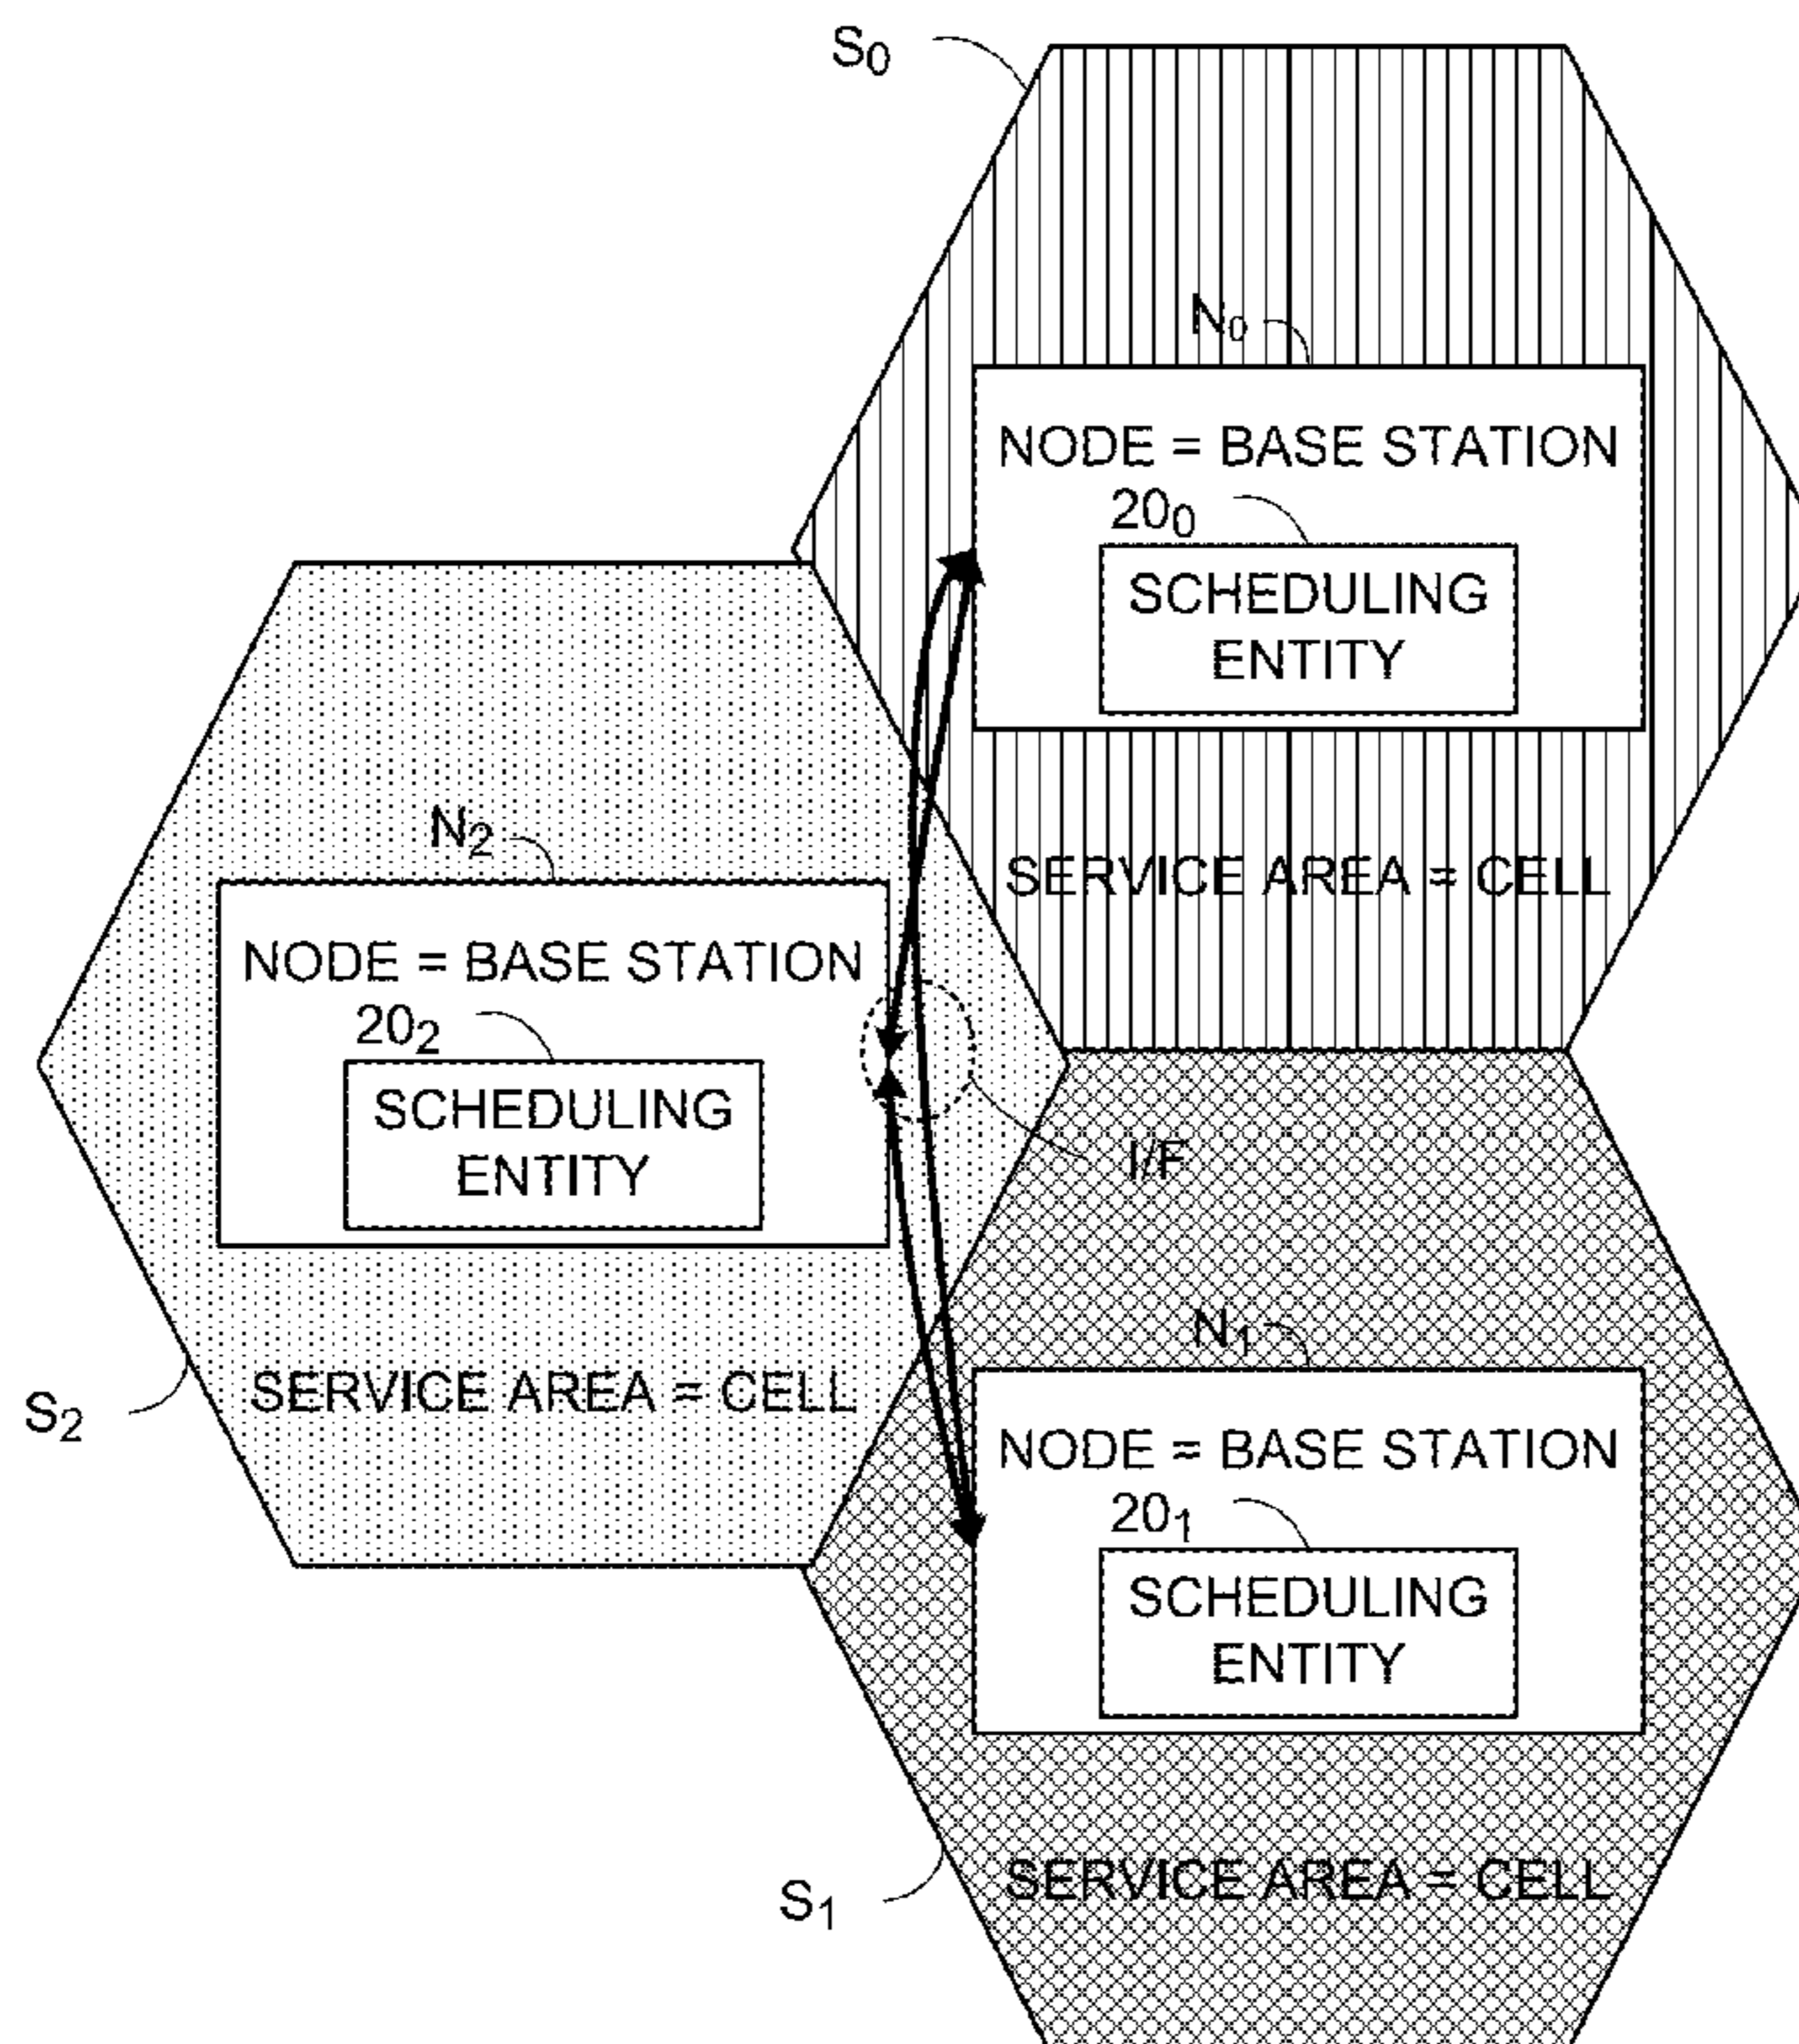 S0
N0
NODE = BASE STATION
200
SCHEDULING
ENTITY
SERVICE AREA = CELL
N2
NODE = BASE STATION
202
SCHEDULING
ENTITY
I/F
SERVICE AREA = CELL
S2
N1
NODE = BASE STATION
201
SCHEDULING
ENTITY
SERVICE AREA = CELL
S1